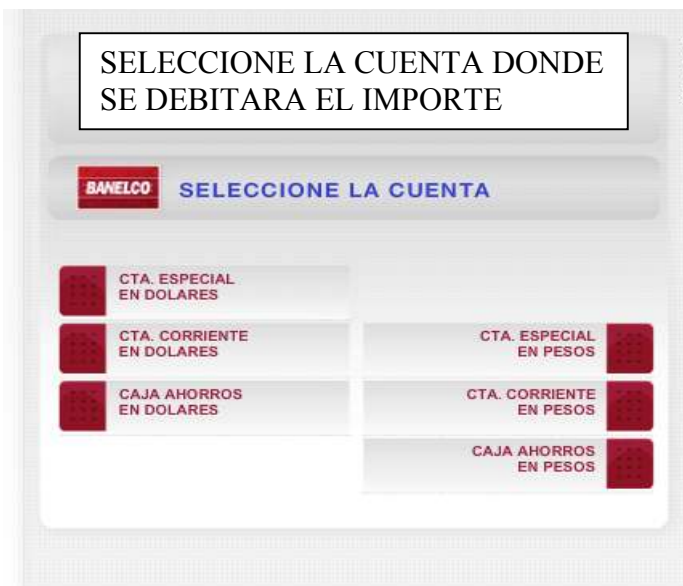 SELECCIONE LA CUENTA DONDE
SE DEBITARA EL IMPORTE
BANELCO
SELECCIONE LA CUENTA
CTA. ESPECIAL
EN DOLARES
CTA. CORRIENTE
EN DOLARES
CAJA AHORROS
EN DOLARES
CTA. ESPECIAL
EN PESOS
CTA. CORRIENTE
EN PESOS
CAJA AHORROS
EN PESOS